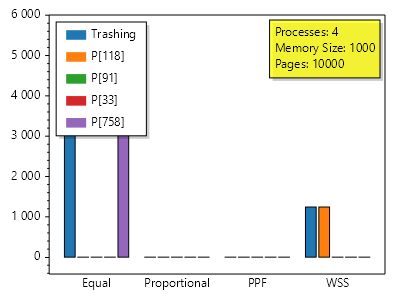 6 000
5 000
4 000
3 000
2 000
1 000
0
Trashing
P[118]
P[91]
P[33]
P[758]
Processes: 4
Memory Size: 1000
Pages: 10000
Equal
Proportional
PPF
WSS